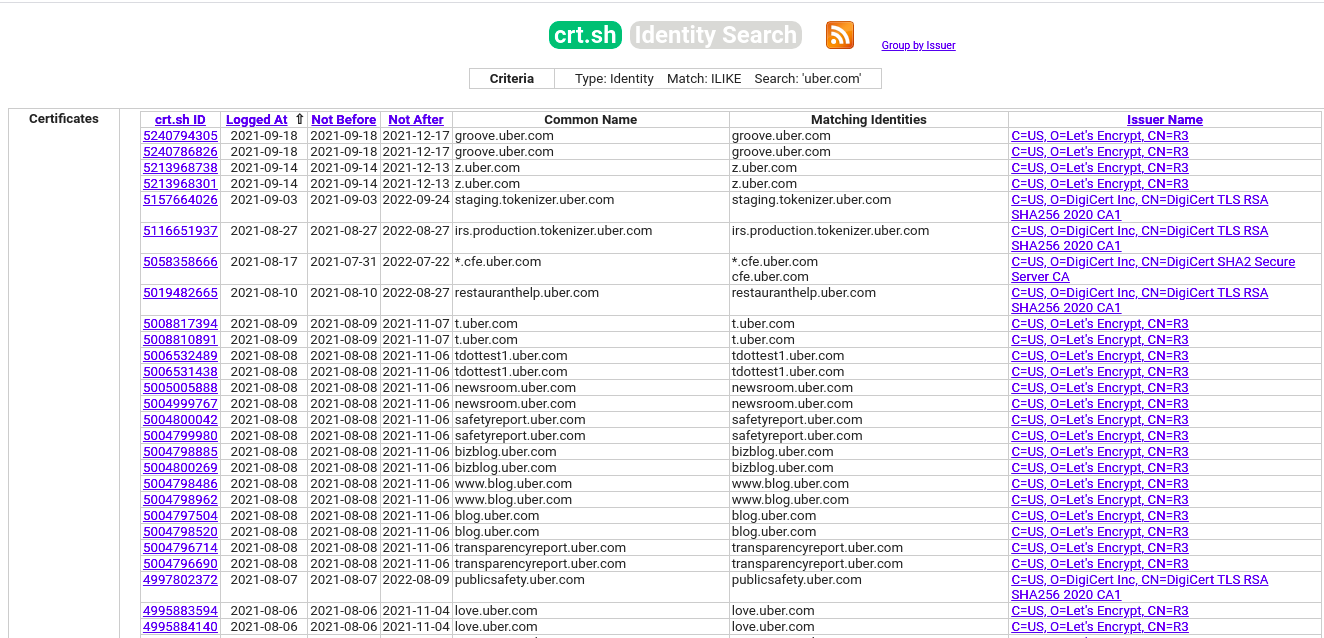 crt.sh Identity Search Group by Issuer
Criteria Type: Identity Match: ILIKE Search: 'uber.com'
Certificates crt.sh ID Logged At ⇧ Not Before Not After Common Name Matching Identities Issuer Name
5240794305 2021-09-18 2021-09-18 2021-12-17 groove.uber.com groove.uber.com C=US, O=Let's Encrypt, CN=R3
5240786826 2021-09-18 2021-09-18 2021-12-17 groove.uber.com groove.uber.com C=US, O=Let's Encrypt, CN=R3
5213968738 2021-09-14 2021-09-14 2021-12-13 z.uber.com z.uber.com C=US, O=Let's Encrypt, CN=R3
5213968301 2021-09-14 2021-09-14 2021-12-13 z.uber.com z.uber.com C=US, O=Let's Encrypt, CN=R3
5157664026 2021-09-03 2021-09-03 2022-09-24 staging.tokenizer.uber.com staging.tokenizer.uber.com C=US, O=DigiCert Inc, CN=DigiCert TLS RSA
SHA256 2020 CA1
5116651937 2021-08-27 2021-08-27 2022-08-27 irs.production.tokenizer.uber.com irs.production.tokenizer.uber.com C=US, O=DigiCert Inc, CN=DigiCert TLS RSA
SHA256 2020 CA1
5058358666 2021-08-17 2021-07-31 2022-07-22 *.cfe.uber.com *.cfe.uber.com C=US, O=DigiCert Inc, CN=DigiCert SHA2 Secure
cfe.uber.com Server CA
5019482665 2021-08-10 2021-08-10 2022-08-27 restauranthelp.uber.com restauranthelp.uber.com C=US, O=DigiCert Inc, CN=DigiCert TLS RSA
SHA256 2020 CA1
5008817394 2021-08-09 2021-08-09 2021-11-07 t.uber.com t.uber.com C=US, O=Let's Encrypt, CN=R3
5008810891 2021-08-09 2021-08-09 2021-11-07 t.uber.com t.uber.com C=US, O=Let's Encrypt, CN=R3
5006532489 2021-08-08 2021-08-08 2021-11-06 tdottest1.uber.com tdottest1.uber.com C=US, O=Let's Encrypt, CN=R3
5006531438 2021-08-08 2021-08-08 2021-11-06 tdottest1.uber.com tdottest1.uber.com C=US, O=Let's Encrypt, CN=R3
5005005888 2021-08-08 2021-08-08 2021-11-06 newsroom.uber.com newsroom.uber.com C=US, O=Let's Encrypt, CN=R3
5004999767 2021-08-08 2021-08-08 2021-11-06 newsroom.uber.com newsroom.uber.com C=US, O=Let's Encrypt, CN=R3
5004800042 2021-08-08 2021-08-08 2021-11-06 safetyreport.uber.com safetyreport.uber.com C=US, O=Let's Encrypt, CN=R3
5004799980 2021-08-08 2021-08-08 2021-11-06 safetyreport.uber.com safetyreport.uber.com C=US, O=Let's Encrypt, CN=R3
5004798885 2021-08-08 2021-08-08 2021-11-06 bizblog.uber.com bizblog.uber.com C=US, O=Let's Encrypt, CN=R3
5004800269 2021-08-08 2021-08-08 2021-11-06 bizblog.uber.com bizblog.uber.com C=US, O=Let's Encrypt, CN=R3
5004798486 2021-08-08 2021-08-08 2021-11-06 www.blog.uber.com www.blog.uber.com C=US, O=Let's Encrypt, CN=R3
5004798962 2021-08-08 2021-08-08 2021-11-06 www.blog.uber.com www.blog.uber.com C=US, O=Let's Encrypt, CN=R3
5004797504 2021-08-08 2021-08-08 2021-11-06 blog.uber.com blog.uber.com C=US, O=Let's Encrypt, CN=R3
5004798520 2021-08-08 2021-08-08 2021-11-06 blog.uber.com blog.uber.com C=US, O=Let's Encrypt, CN=R3
5004796714 2021-08-08 2021-08-08 2021-11-06 transparencyreport.uber.com transparencyreport.uber.com C=US, O=Let's Encrypt, CN=R3
5004796690 2021-08-08 2021-08-08 2021-11-06 transparencyreport.uber.com transparencyreport.uber.com C=US, O=Let's Encrypt, CN=R3
4997802372 2021-08-07 2021-08-07 2022-08-09 publicsafety.uber.com publicsafety.uber.com C=US, O=DigiCert Inc, CN=DigiCert TLS RSA
SHA256 2020 CA1
4995883594 2021-08-06 2021-08-06 2021-11-04 love.uber.com love.uber.com C=US, O=Let's Encrypt, CN=R3
4995884140 2021-08-06 2021-08-06 2021-11-04 love.uber.com love.uber.com C=US, O=Let's Encrypt, CN=R3